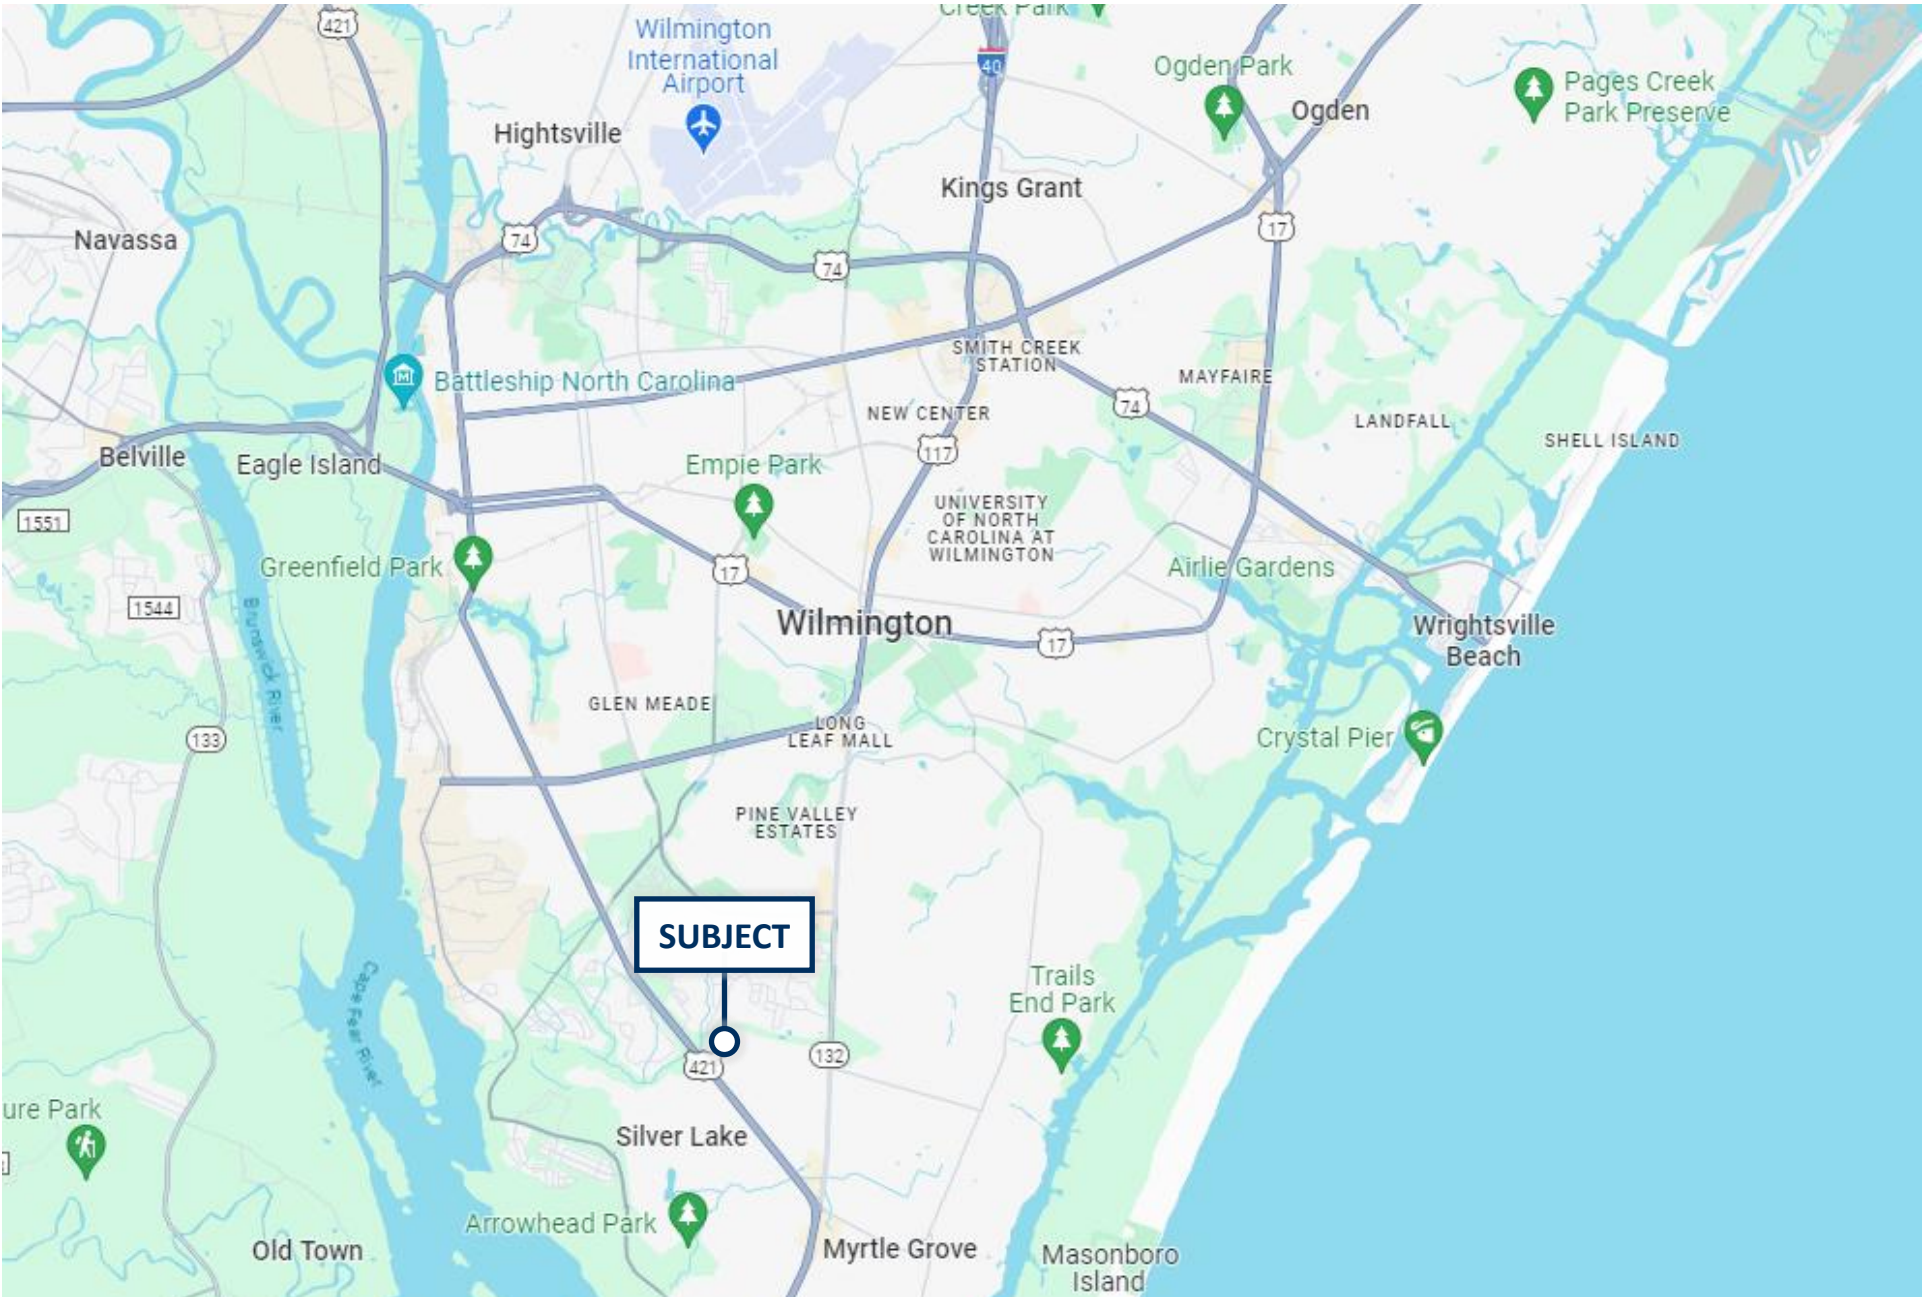 Creek Park
421
Wilmington
International
Airport
40
Ogden Park
Ogden
Pages Creek
Park Preserve
Hightsville
Kings Grant
Navassa
74
17
74
SMITH CREEK
STATION
MAYFAIRE
Battleship North Carolina
74
NEW CENTER
LANDFALL
SHELL ISLAND
117
Belville
Eagle Island
Empie Park
1551
UNIVERSITY
OF NORTH
CAROLINA AT
WILMINGTON
Greenfield Park
17
Airlie Gardens
1544
Brunswick River
Wilmington
17
Wrightsville
Beach
GLEN MEADE
133
LONG
LEAF MALL
Crystal Pier
PINE VALLEY
ESTATES
SUBJECT
Cape Fear River
Trails
End Park
421
132
ure Park
Silver Lake
Arrowhead Park
Old Town
Myrtle Grove
Masonboro
Island